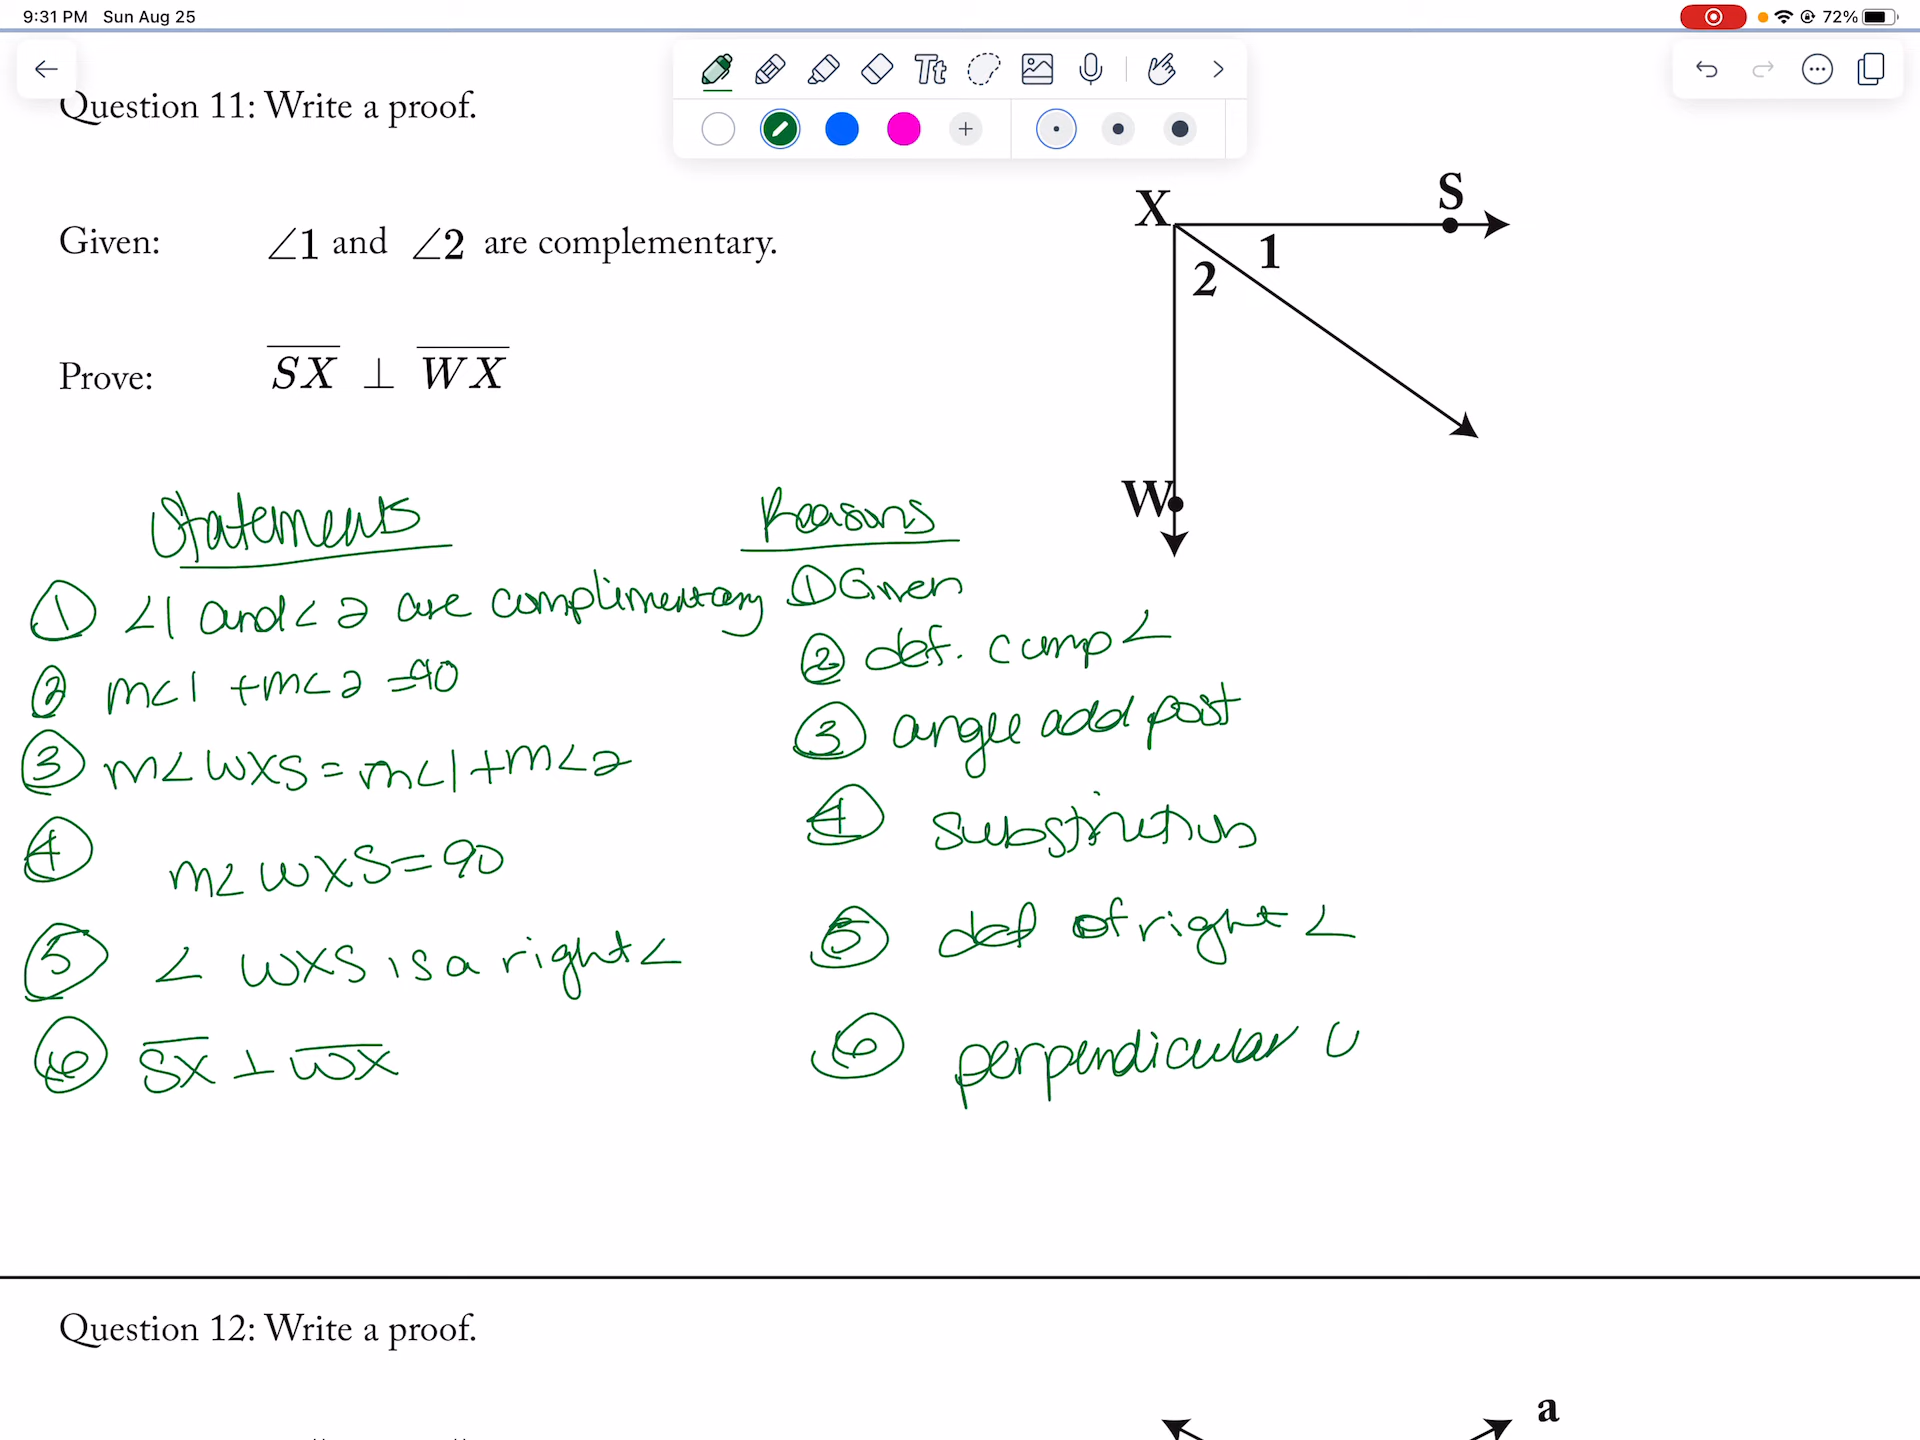 9:31 PM Sun Aug 25 72%
Tt
Question 11: Write a proof.
Given: ∠1 and ∠2 are complementary.
Prove: SX ⊥ WX
X S
1
2
W
Statements Reasons
① ∠1 and ∠2 are complimentary ① Given
② m∠1 + m∠2 = 90 ② def. comp ∠
③ m∠WXS = m∠1 + m∠2 ③ angle add post
④ m∠WXS = 90 ④
⑤ ∠ WXS is a right ∠ ⑤ def of right ∠
⑥ SX ⊥ WX ⑥ perpendicular
Question 12: Write a proof.
a